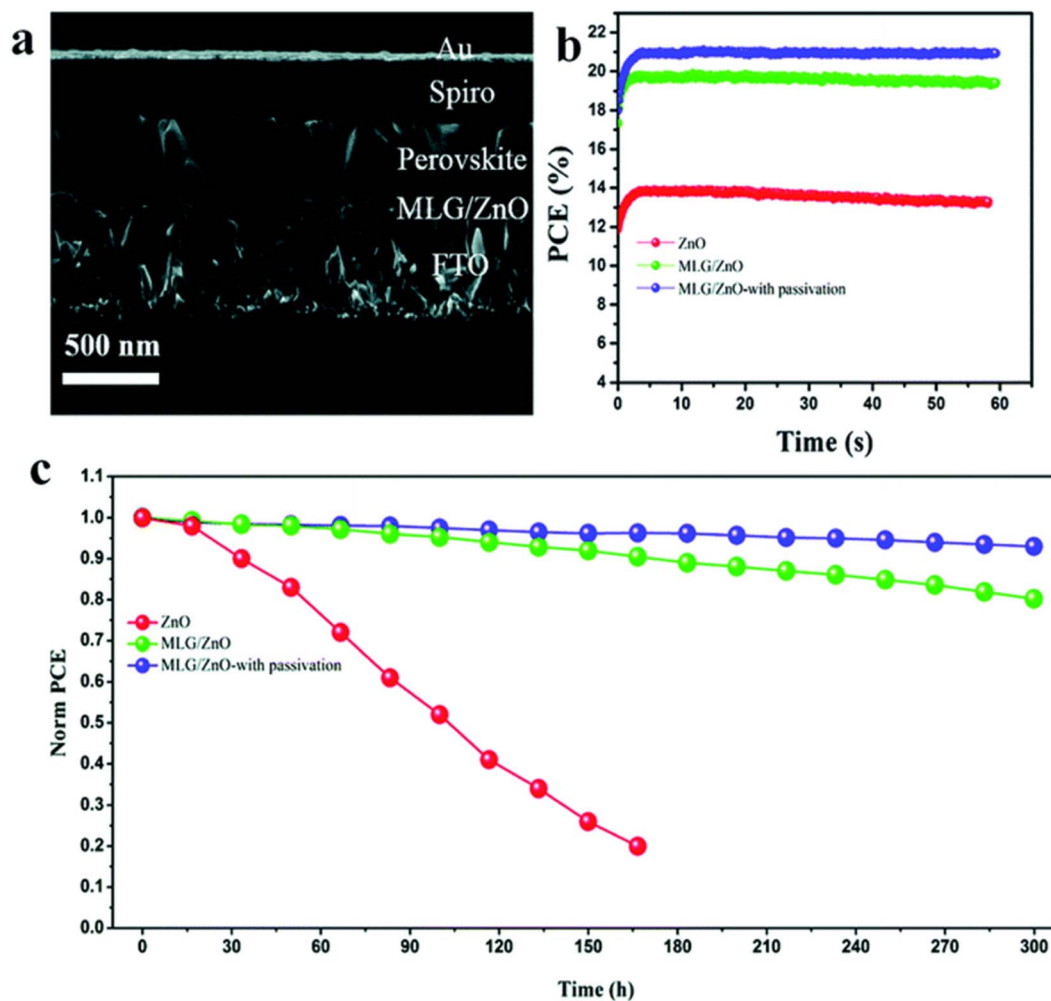 a
Au
Spiro
Perovskite
MLG/ZnO
FTO
500 nm
b
PCE (%)
21
20
18
16
14
12
10
8
6
4
ZnO
MLG/ZnO
MLG/ZnO-with passivation
0 10 20 30 40 50 60
Time (s)
c
Norm PCE
1.1
1.0
0.9
0.8
0.7
0.6
0.5
0.4
0.3
0.2
0.1
0.0
ZnO
MLG/ZnO
MLG/ZnO-with passivation
0 30 60 90 120 150 180 210 240 270 300
Time (h)